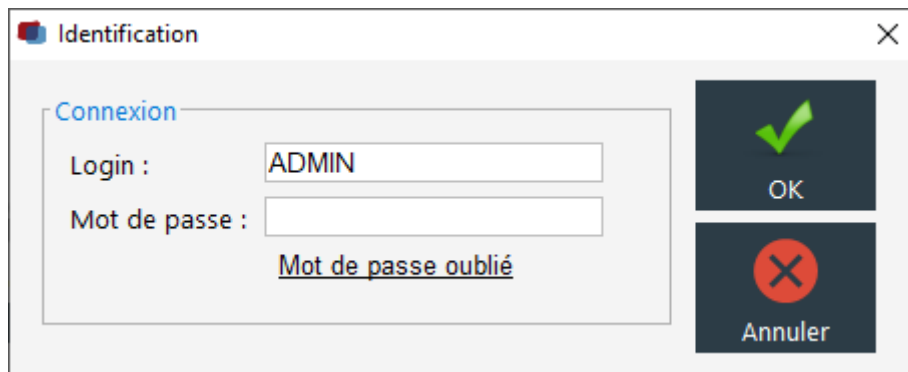 Identification
Connexion
Login :
ADMIN
Mot de passe :
Mot de passe oublié
OK
Annuler